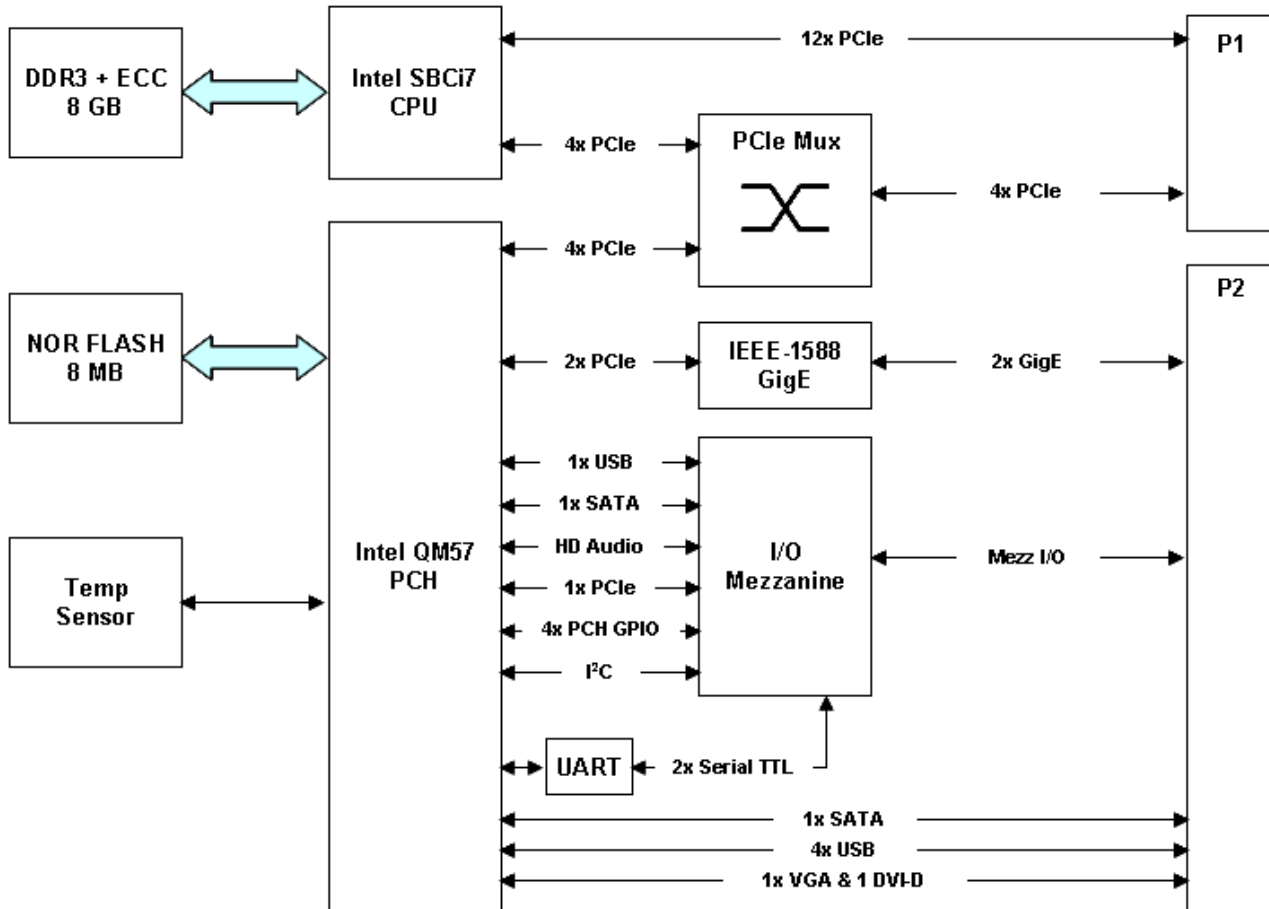 12x PCIe
P1
DDR3 + ECC
8 GB
Intel SBCi7
CPU
4x PCIe
PCIe Mux
4x PCIe
4x PCIe
P2
NOR FLASH
8 MB
2x PCIe
IEEE-1588
GigE
2x GigE
1x USB
1x SATA
HD Audio
1x PCIe
4x PCH GPIO
I²C
Intel QM57
PCH
I/O
Mezzanine
Mezz I/O
Temp
Sensor
UART
2x Serial TTL
1x SATA
4x USB
1x VGA & 1 DVI-D